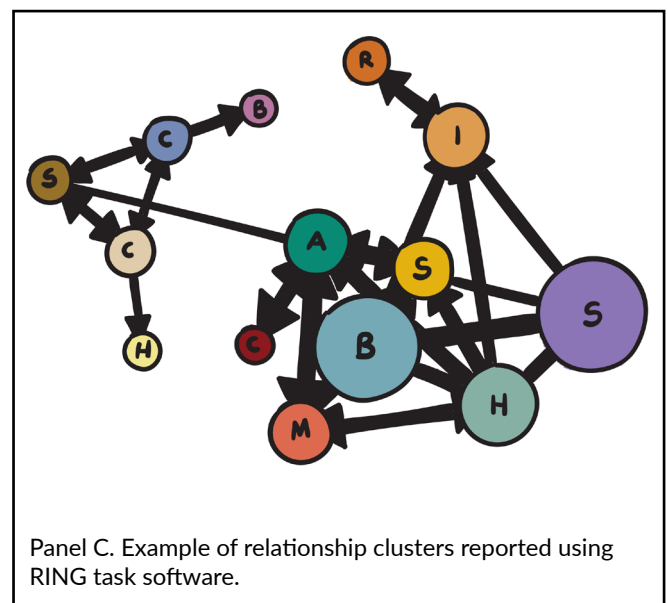 R
B
C
I
S
A
C
S
S
C
H
B
H
M
Panel C. Example of relationship clusters reported using
RING task software.